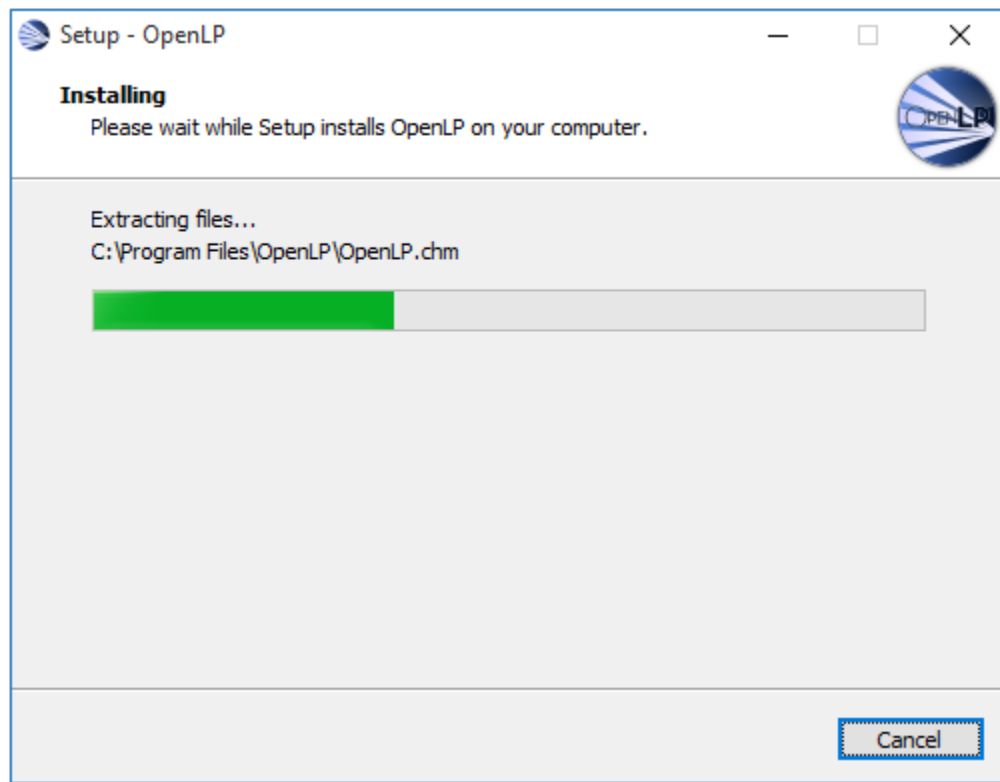 Setup - OpenLP
Installing
Please wait while Setup installs OpenLP on your computer.
OPENLP
Extracting files...
C:\Program Files\OpenLP\OpenLP.chm
Cancel